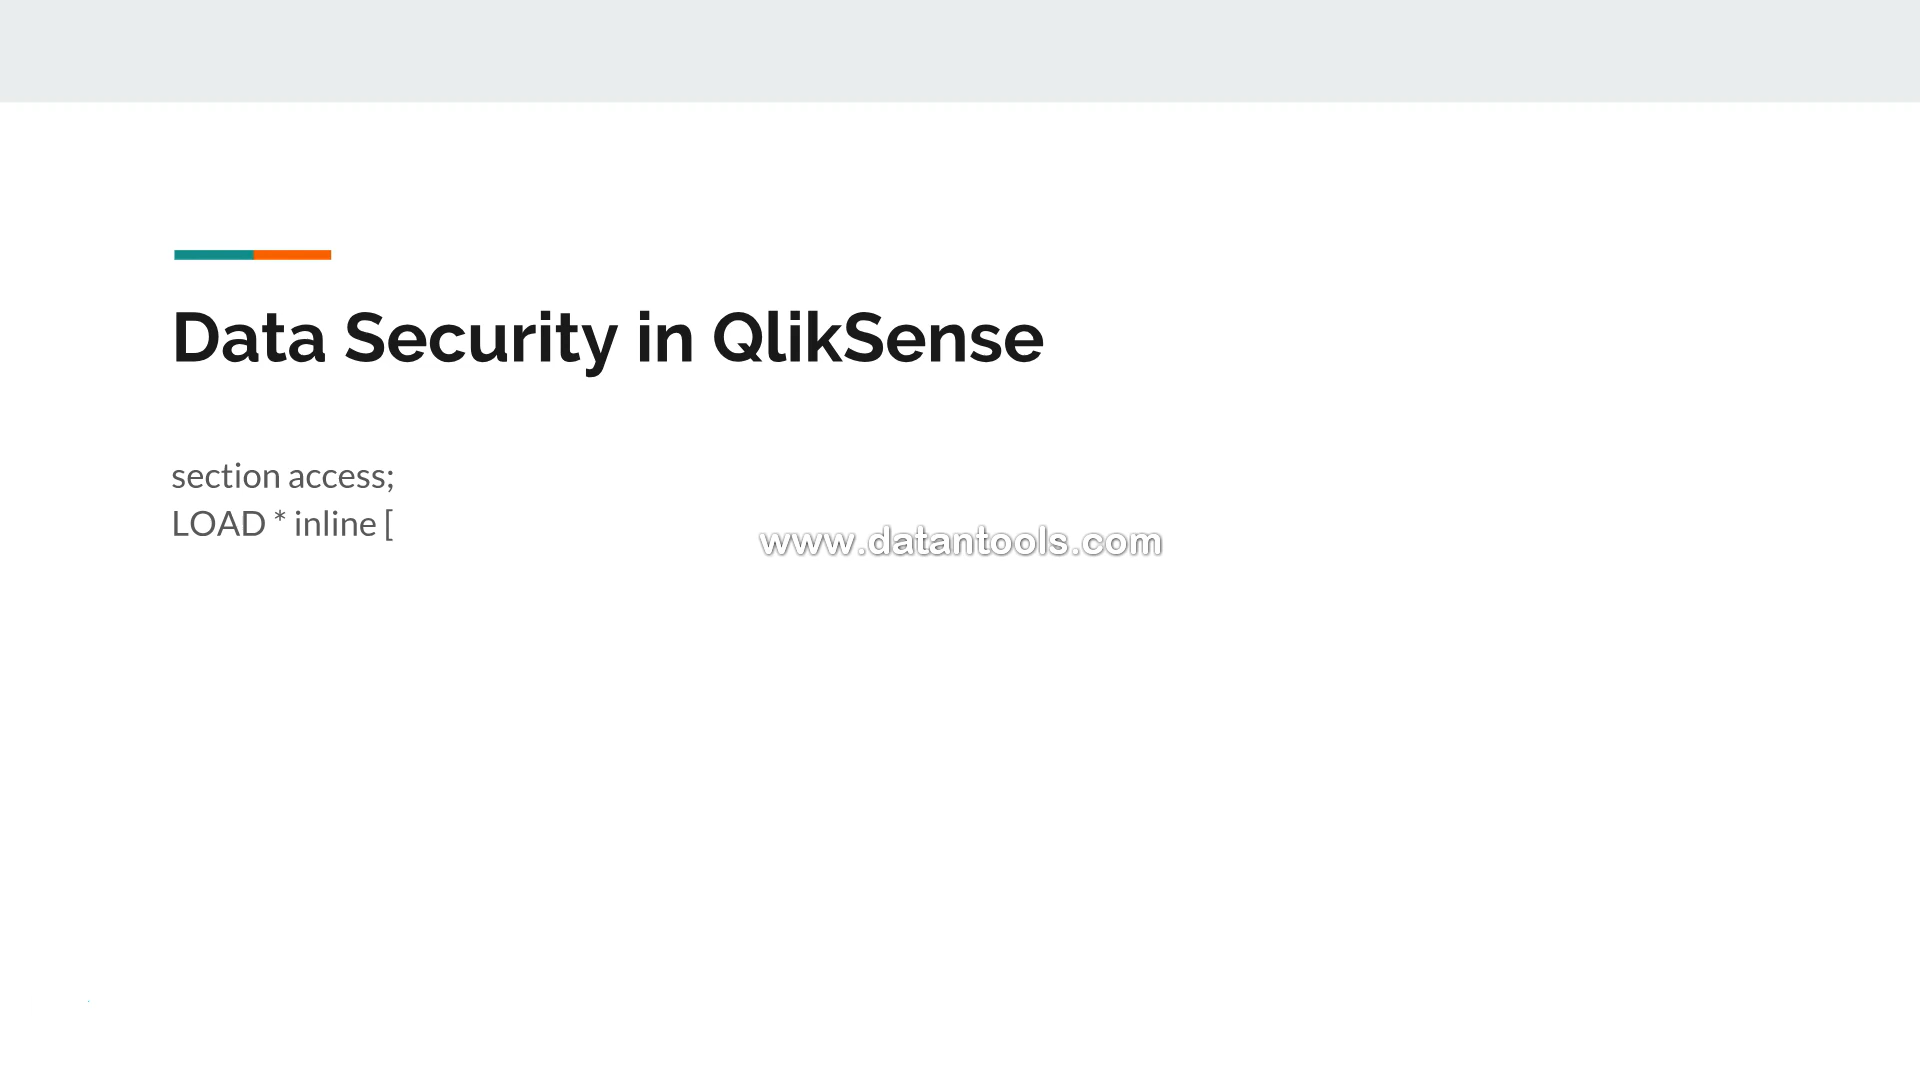 Data Security in QlikSense
section access;
LOAD * inline [
www.datantools.com